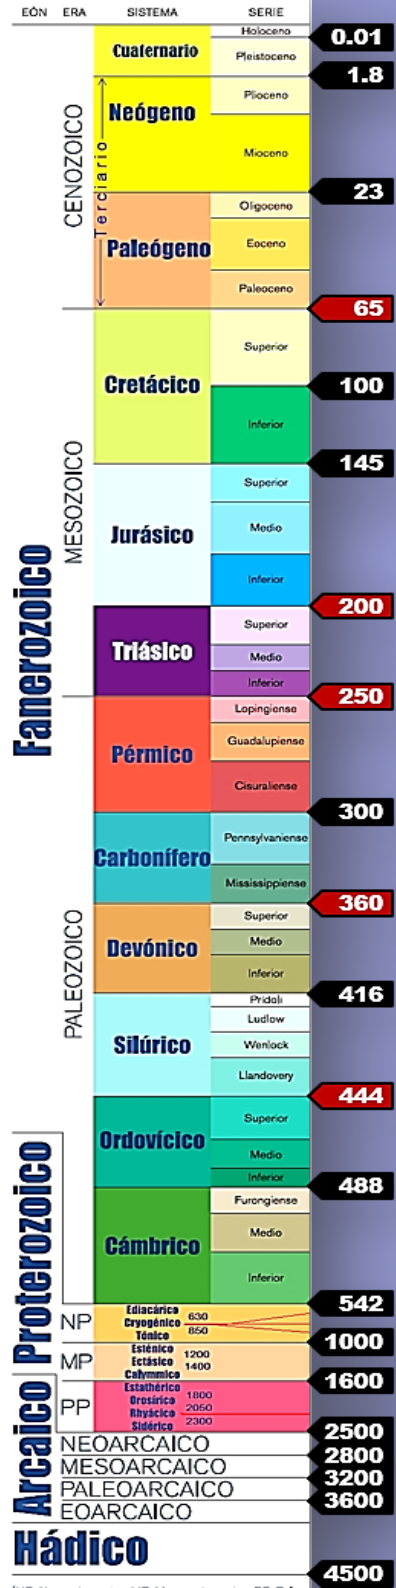 EÓN ERA SISTEMA SERIE
Holoceno
0.01
Cuaternario
Pleistoceno
1.8
Plioceno
Neógeno
CENOZOICO
Terciario
Mioceno
23
Oligoceno
Paleógeno
Eoceno
Paleoceno
65
Superior
Cretácico
100
Inferior
145
MESOZOICO
Superior
Jurásico
Medio
Inferior
200
Fanerozoico
Superior
Triásico
Medio
Inferior
250
Lopingiense
Pérmico
Guadalupiense
Cisuraliense
300
Pennsylvaniense
Carbonífero
Mississippiense
360
PALEOZOICO
Superior
Devónico
Medio
Inferior
416
Pridoli
Ludlow
Silúrico
Wenlock
Llandovery
444
Superior
Ordovícico
Medio
Inferior
488
Furongiense
Cámbrico
Medio
Inferior
542
Proterozoico
NP
Ediacárico
630
Cryogénico
850
Tónico
1000
MP
Esténico
1200
Ectásico
1400
Calymmico
1600
Arcaico
PP
Estathérico
1800
Orosírico
2050
Rhyácico
2300
Sidérico
2500
NEOARCAICO
2800
MESOARCAICO
3200
PALEOARCAICO
3600
EOARCAICO
Hádico
4500